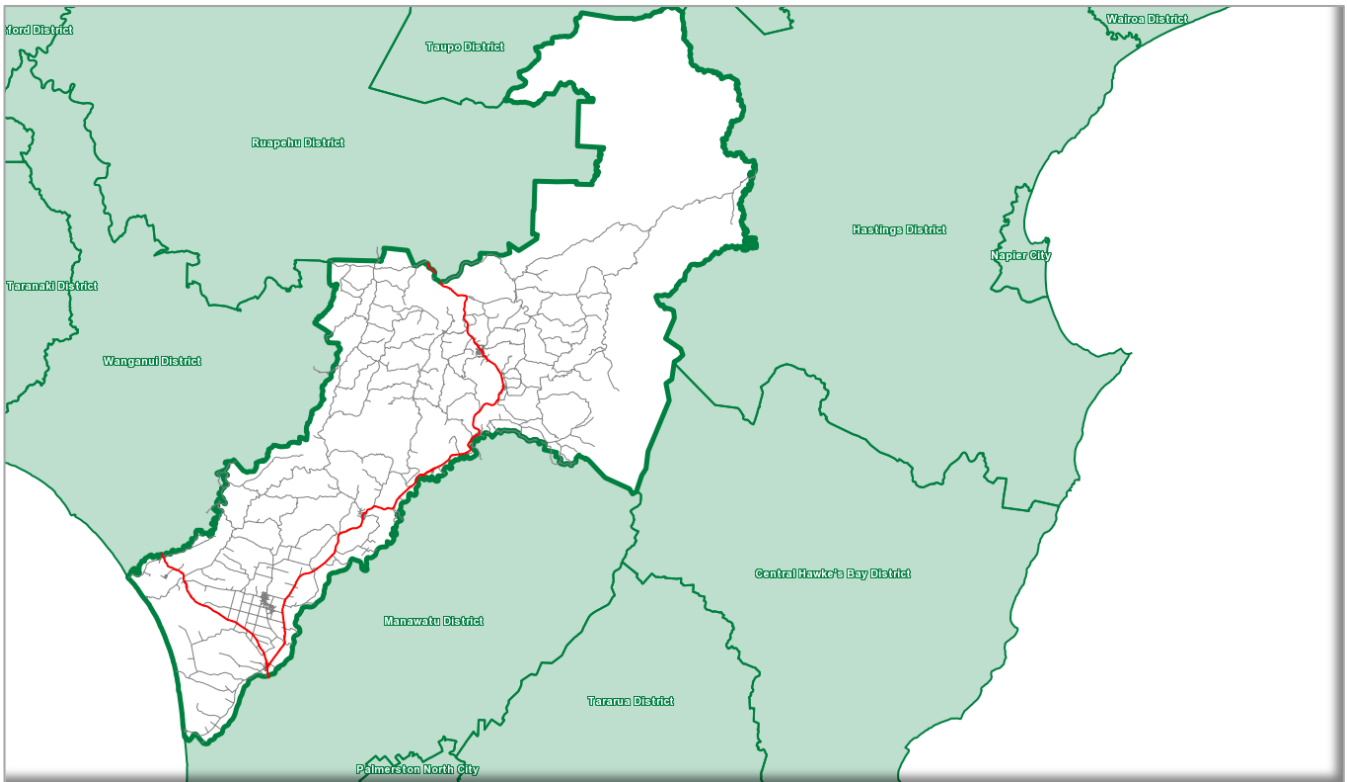 Wairoa District
tford District
Taupo District
Ruapehu District
Hastings District
Napier City
Taranaki District
Wanganui District
Central Hawke's Bay District
Manawatu District
Tararua District
Palmerston North City